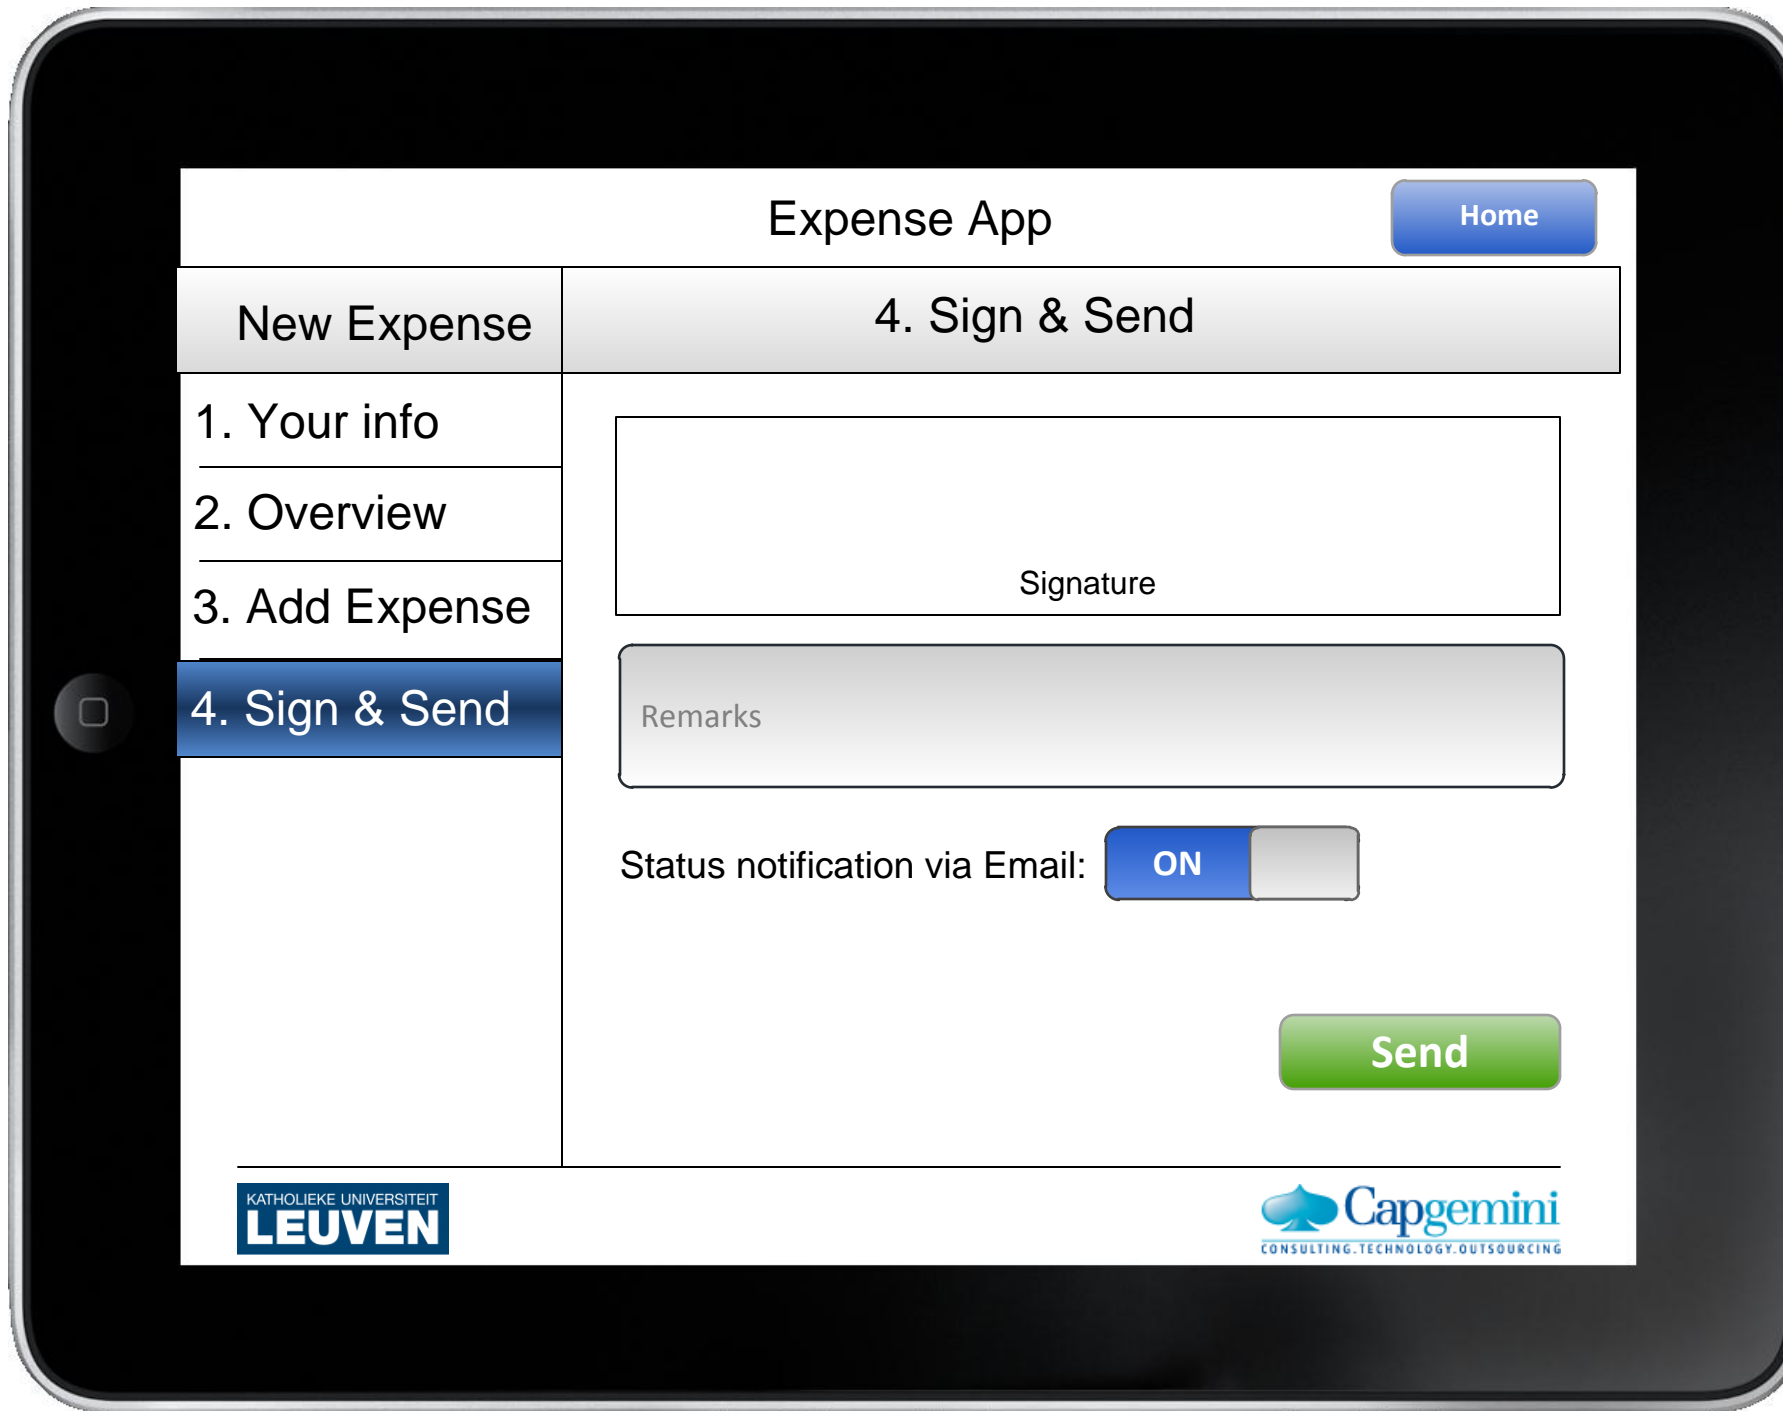 Expense App
Home
New Expense
4. Sign & Send
1. Your info
2. Overview
3. Add Expense
4. Sign & Send
Signature
Remarks
Status notification via Email:
ON
Send
KATHOLIEKE UNIVERSITEIT
LEUVEN
Capgemini
CONSULTING.TECHNOLOGY.OUTSOURCING